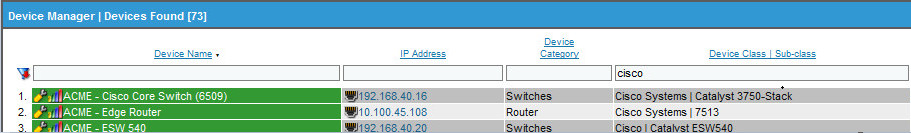 Device Manager | Devices Found [73]
Device Name IP Address Device Category Device Class | Sub-class
cisco
1. ACME - Cisco Core Switch (6509) 192.168.40.16 Switches Cisco Systems | Catalyst 3750-Stack
2. ACME - Edge Router 10.100.45.108 Router Cisco Systems | 7513
3. ACME - ESW 540 192.168.40.20 Switches Cisco | Catalyst ESW540